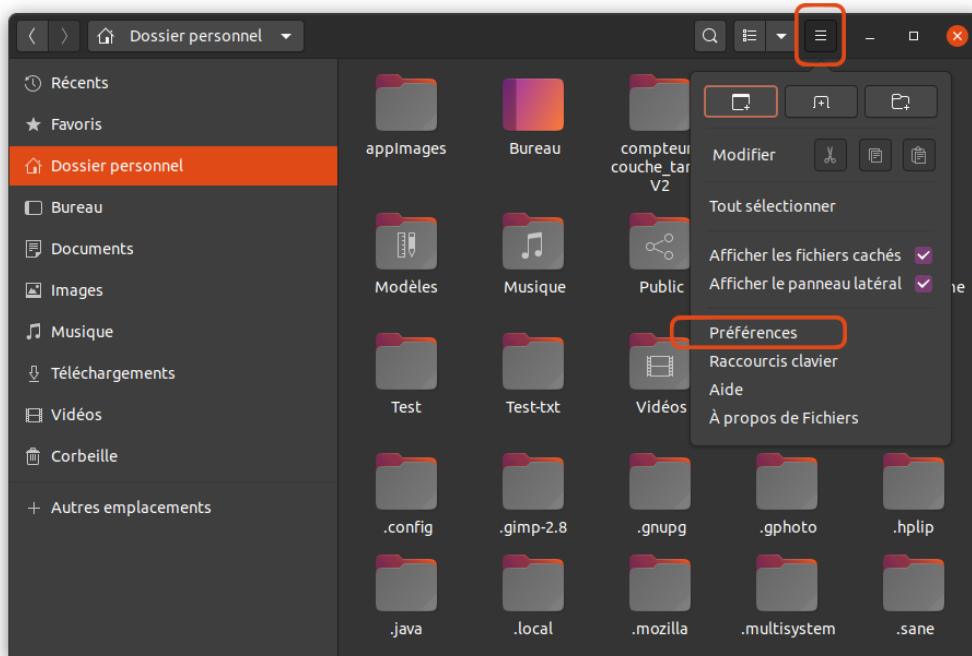 Dossier personnel
Récents
Favoris
Dossier personnel
Bureau
Documents
Images
Musique
Téléchargements
Vidéos
Corbeille
Autres emplacements
appImages
Bureau
compteur
couche_tar
V2
Modèles
Musique
Public
Test
Test-txt
Vidéos
.config
.gimp-2.8
.gnupg
.gphoto
.hplip
.java
.local
.mozilla
.multisystem
.sane
Modifier
Tout sélectionner
Afficher les fichiers cachés
Afficher le panneau latéral
Préférences
Raccourcis clavier
Aide
À propos de Fichiers